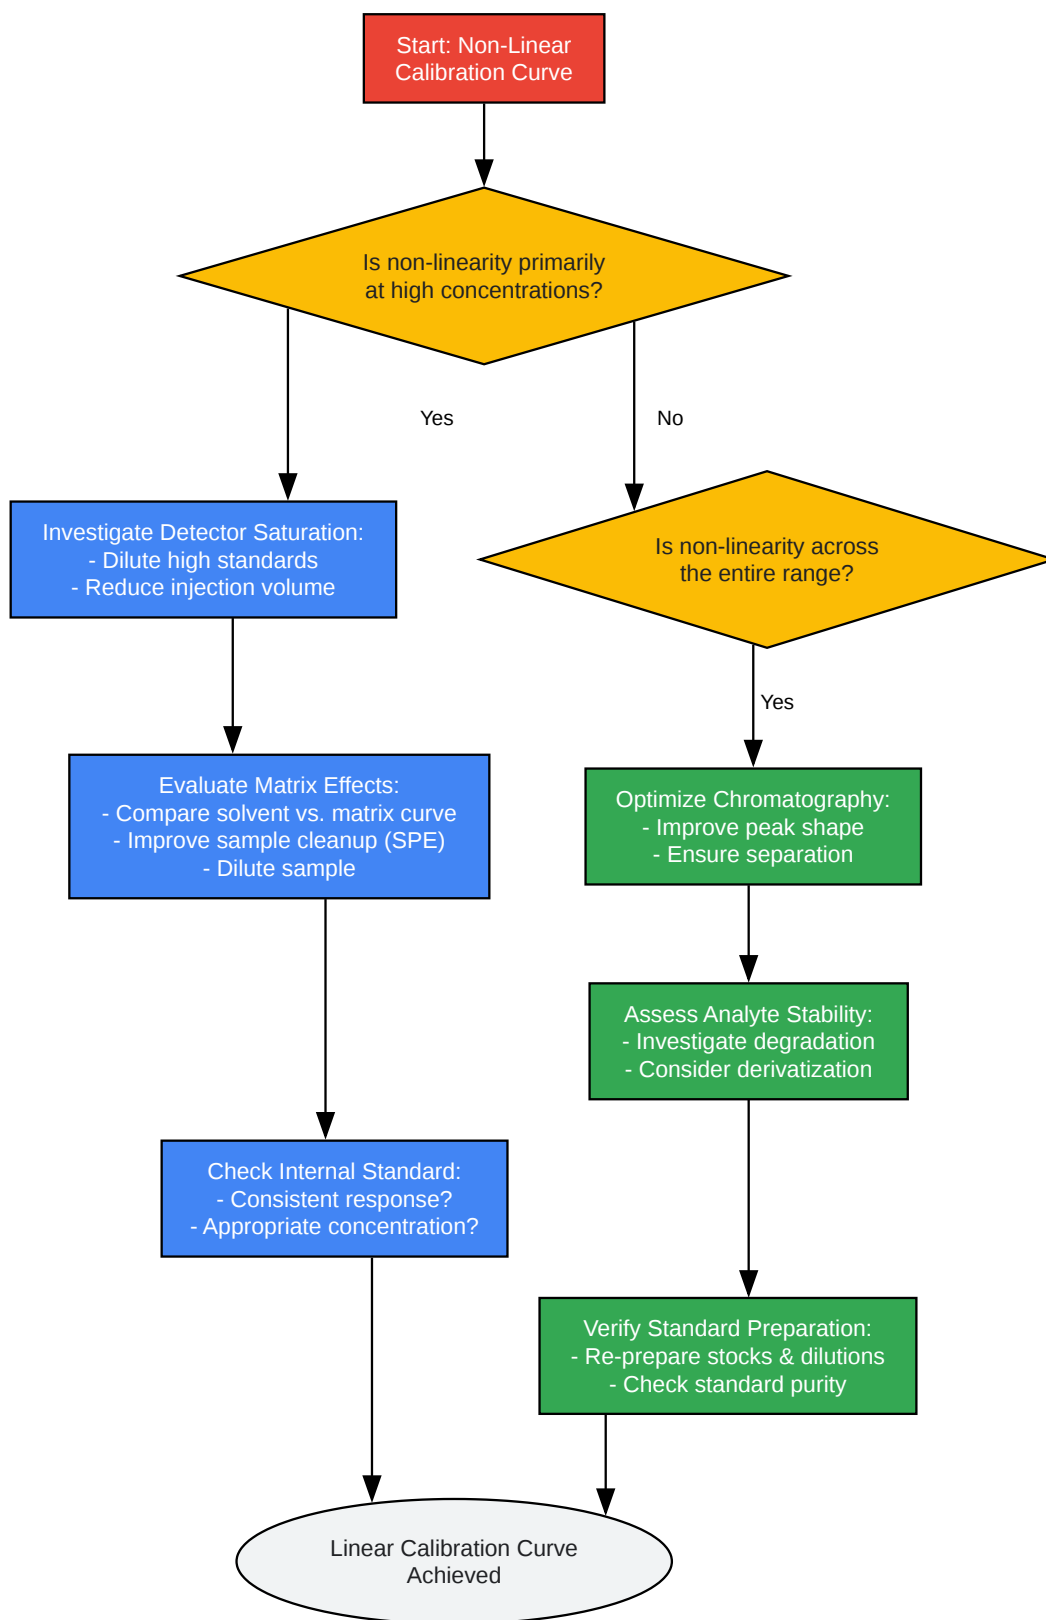 Start: Non-Linear
Calibration Curve
Is non-linearity primarily
at high concentrations?
Yes
No
Investigate Detector Saturation:
- Dilute high standards
- Reduce injection volume
Is non-linearity across
the entire range?
Yes
Evaluate Matrix Effects:
- Compare solvent vs. matrix curve
- Improve sample cleanup (SPE)
- Dilute sample
Optimize Chromatography:
- Improve peak shape
- Ensure separation
Assess Analyte Stability:
- Investigate degradation
- Consider derivatization
Check Internal Standard:
- Consistent response?
- Appropriate concentration?
Verify Standard Preparation:
- Re-prepare stocks & dilutions
- Check standard purity
Linear Calibration Curve
Achieved